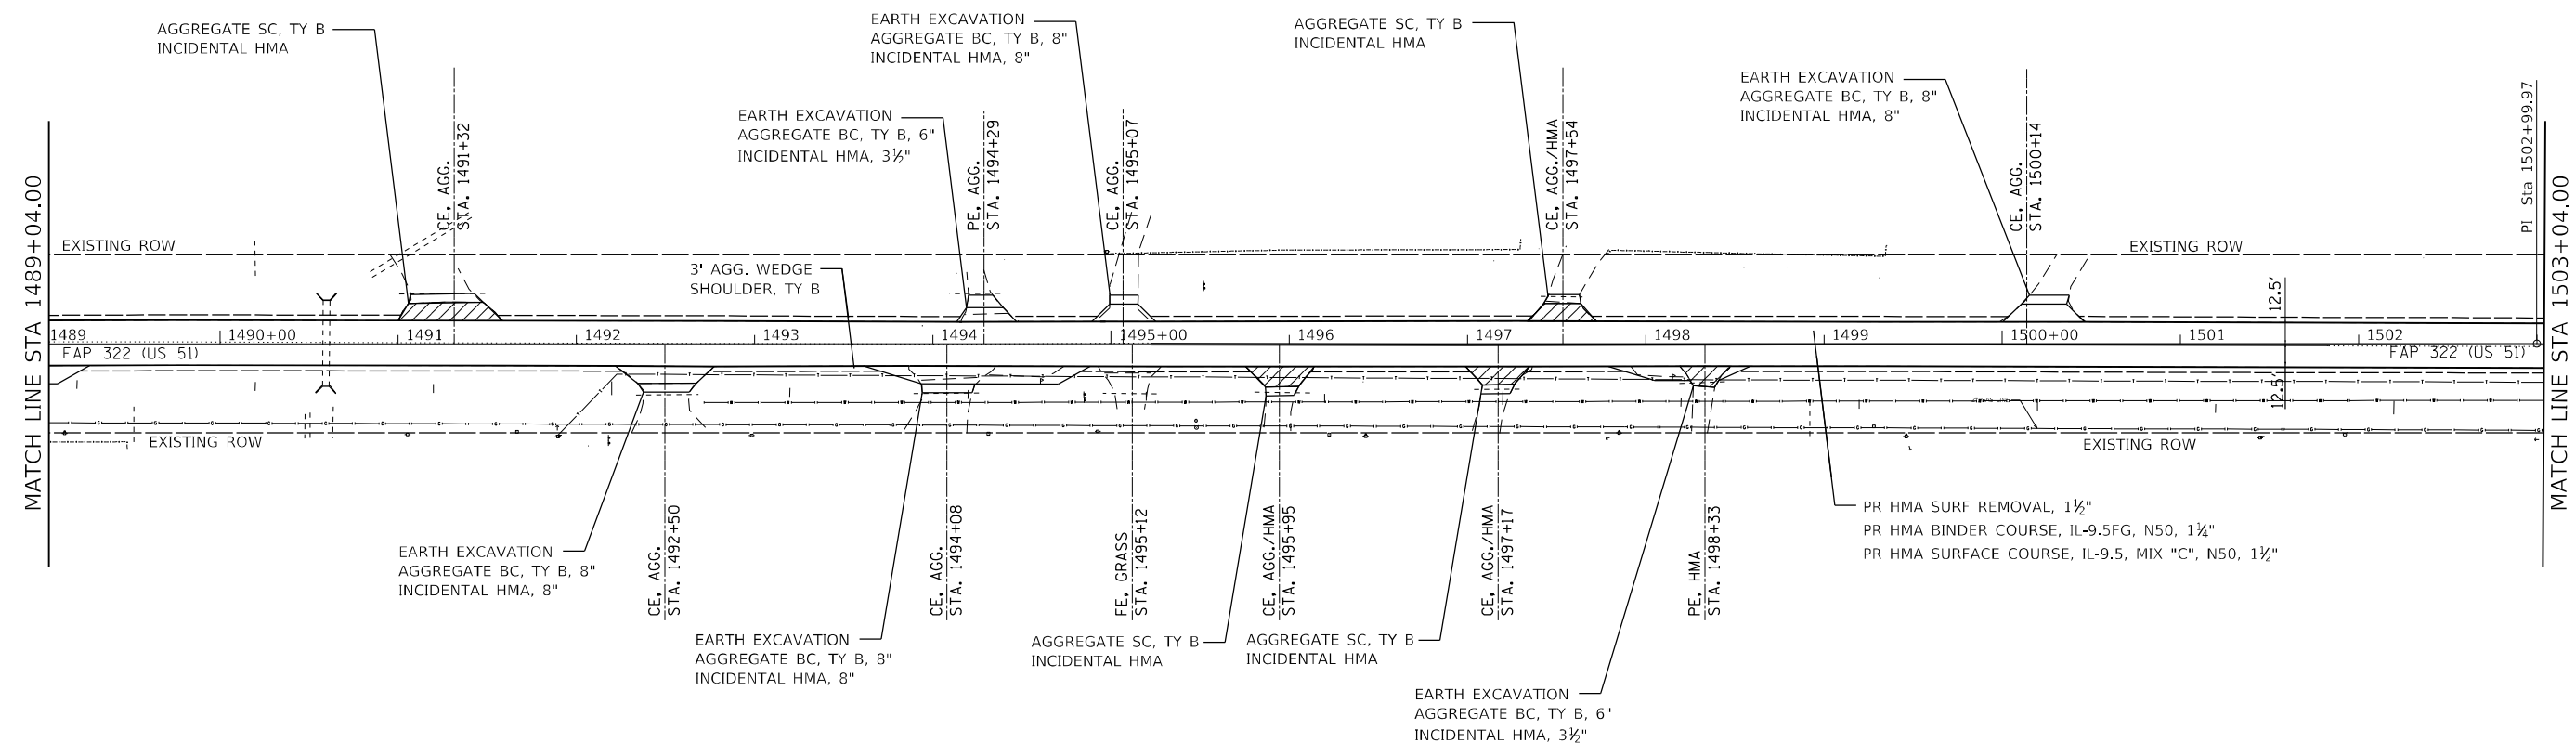 AGGREGATE SC, TY B
INCIDENTAL HMA
EARTH EXCAVATION
AGGREGATE BC, TY B, 8"
INCIDENTAL HMA, 8"
AGGREGATE SC, TY B
INCIDENTAL HMA
EARTH EXCAVATION
AGGREGATE BC, TY B, 8"
INCIDENTAL HMA, 8"
EARTH EXCAVATION
AGGREGATE BC, TY B, 6"
INCIDENTAL HMA, 3½"
CE, AGG.
STA. 1491+32
PE, AGG.
STA. 1494+29
CE, AGG.
STA. 1495+07
CE, AGG./HMA
STA. 1497+54
CE, AGG.
STA. 1500+14
PI Sta 1502+99.97
MATCH LINE STA 1489+04.00
MATCH LINE STA 1503+04.00
EXISTING ROW
EXISTING ROW
3' AGG. WEDGE
SHOULDER, TY B
12.5'
1489
1490+00
1491
1492
1493
1494
1495+00
1496
1497
1498
1499
1500+00
1501
1502
FAP 322 (US 51)
FAP 322 (US 51)
12.5'
EXISTING ROW
EXISTING ROW
PR HMA SURF REMOVAL, 1½"
PR HMA BINDER COURSE, IL-9.5FG, N50, 1¼"
PR HMA SURFACE COURSE, IL-9.5, MIX "C", N50, 1½"
EARTH EXCAVATION
AGGREGATE BC, TY B, 8"
INCIDENTAL HMA, 8"
CE, AGG.
STA. 1492+50
CE, AGG.
STA. 1494+08
FE, GRASS
STA. 1495+12
CE, AGG./HMA
STA. 1495+95
CE, AGG./HMA
STA. 1497+17
PE, HMA
STA. 1498+33
EARTH EXCAVATION
AGGREGATE BC, TY B, 8"
INCIDENTAL HMA, 8"
AGGREGATE SC, TY B
INCIDENTAL HMA
AGGREGATE SC, TY B
INCIDENTAL HMA
EARTH EXCAVATION
AGGREGATE BC, TY B, 6"
INCIDENTAL HMA, 3½"